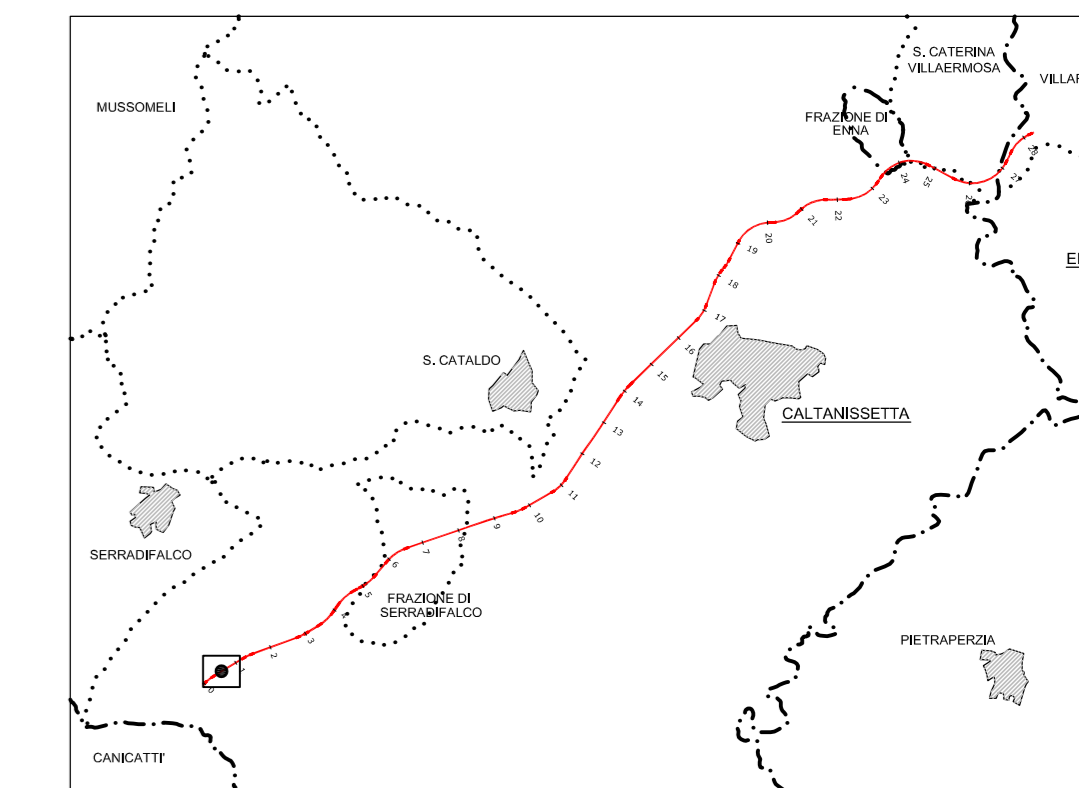 S. CATERINA
VILLAERMOSA
MUSSOMELI
FRAZIONE DI
ENNA
S. CATALDO
CALTANISSETTA
SERRADIFALCO
FRAZIONE DI
SERRADIFALCO
PIETRAPERZIA
CANICATTI'
0
1
2
3
4
5
6
7
8
9
10
11
12
13
14
15
16
17
18
19
20
21
22
23
24
25
27
28